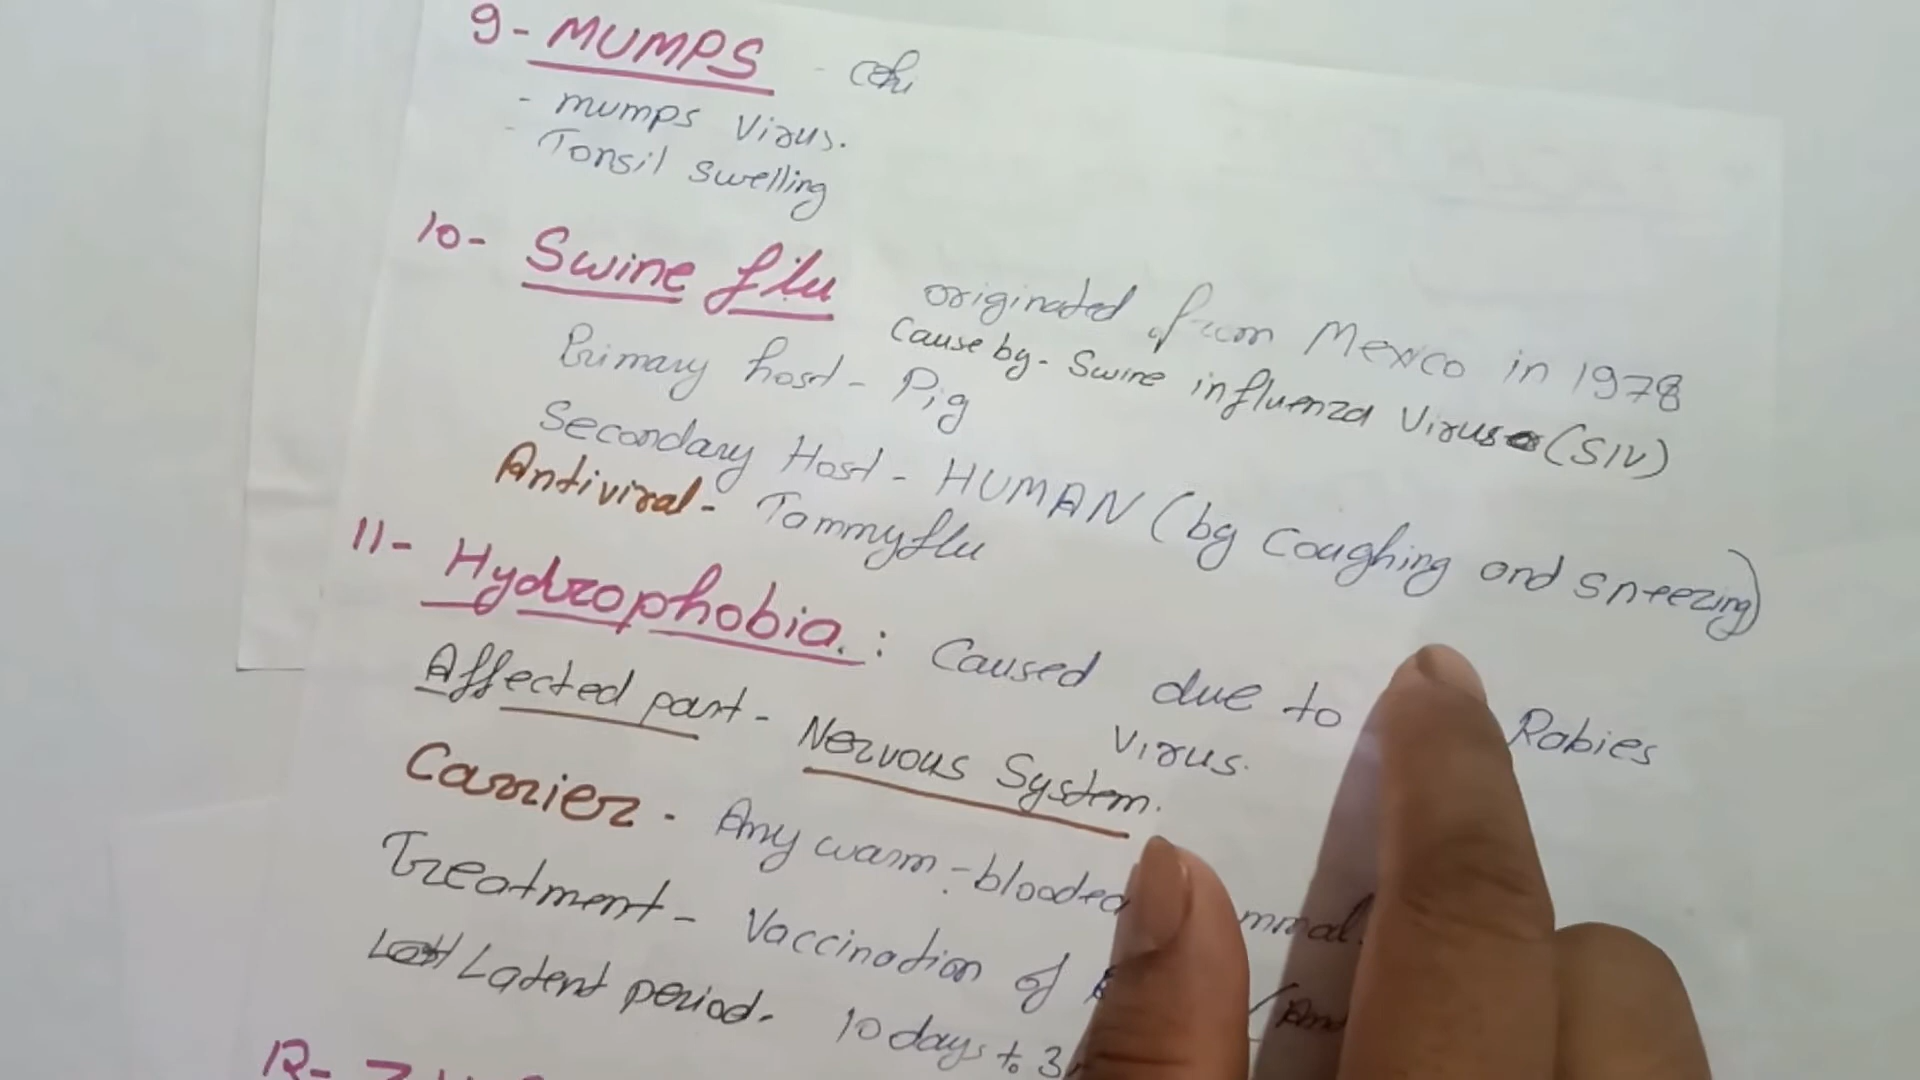 9- MUMPS -
- mumps Virus.
- Tonsil swelling
10- Swine flu originated from Mexico in 1978
Cause by- Swine influenza Virus (SIV)
Primary host - Pig
Secondary Host - HUMAN (by coughing and sneezing)
Antiviral- Tammyflu
11- Hydrophobia. : Caused due to Rabies
Virus.
Affected part - Nervous System.
Carrier - Any warm-blooded
Treatment - Vaccination of
Latent period- 10 days to 3
12-